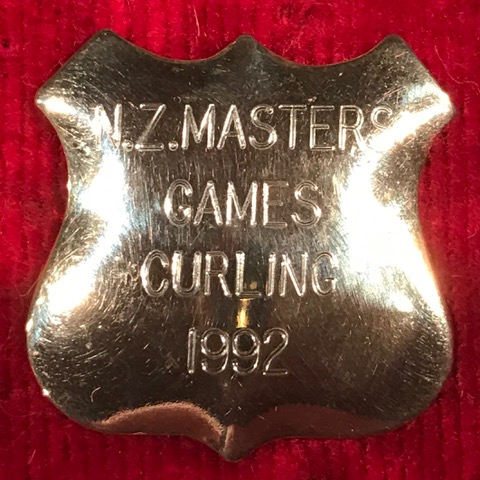 N.Z.MASTERS
GAMES
CURLING
1992